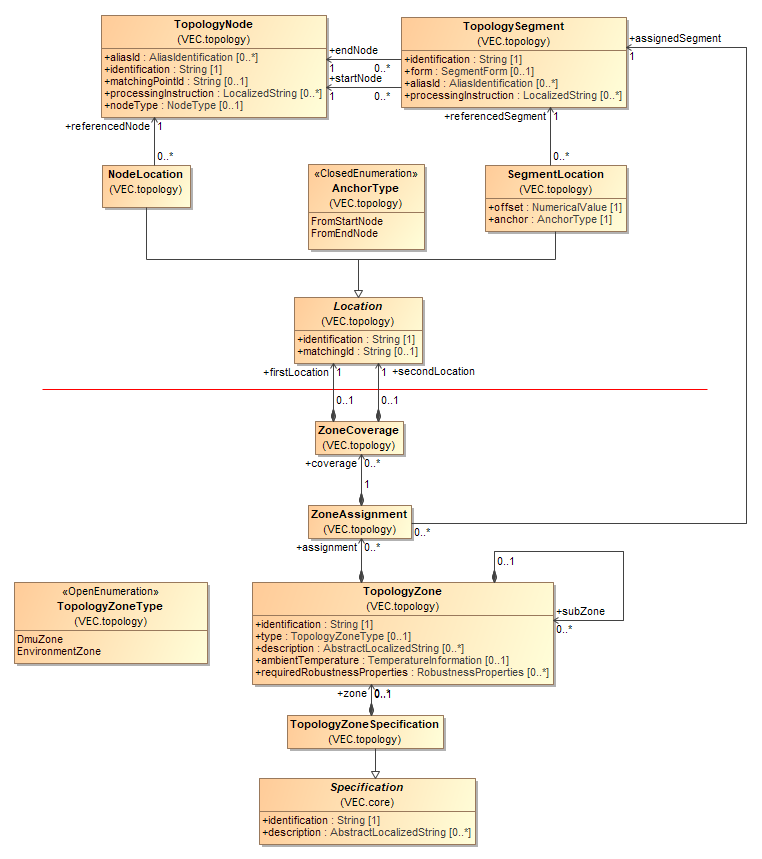 TopologyNode
(VEC.topology)
+aliasId : AliasIdentification [0..*]
+identification : String [1]
+matchingPointId : String [0..1]
+processingInstruction : LocalizedString [0..*]
+nodeType : NodeType [0..1]
+endNode
1
0..*
+startNode
1
0..*
TopologySegment
(VEC.topology)
+identification : String [1]
+form : SegmentForm [0..1]
+aliasId : AliasIdentification [0..*]
+processingInstruction : LocalizedString [0..*]
+assignedSegment
1
+referencedNode
1
0..*
+referencedSegment
1
0..*
NodeLocation
(VEC.topology)
«ClosedEnumeration»
AnchorType
(VEC.topology)
FromStartNode
FromEndNode
SegmentLocation
(VEC.topology)
+offset : NumericalValue [1]
+anchor : AnchorType [1]
Location
(VEC.topology)
+identification : String [1]
+matchingId : String [0..1]
+firstLocation
1
1
+secondLocation
0..1
0..1
ZoneCoverage
(VEC.topology)
+coverage
0..*
1
ZoneAssignment
(VEC.topology)
0..*
+assignment
0..*
0..1
+subZone
0..*
«OpenEnumeration»
TopologyZoneType
(VEC.topology)
DmuZone
EnvironmentZone
TopologyZone
(VEC.topology)
+identification : String [1]
+type : TopologyZoneType [0..1]
+description : AbstractLocalizedString [0..*]
+ambientTemperature : TemperatureInformation [0..1]
+requiredRobustnessProperties : RobustnessProperties [0..*]
+zone
TopologyZoneSpecification
(VEC.topology)
Specification
(VEC.core)
+identification : String [1]
+description : AbstractLocalizedString [0..*]